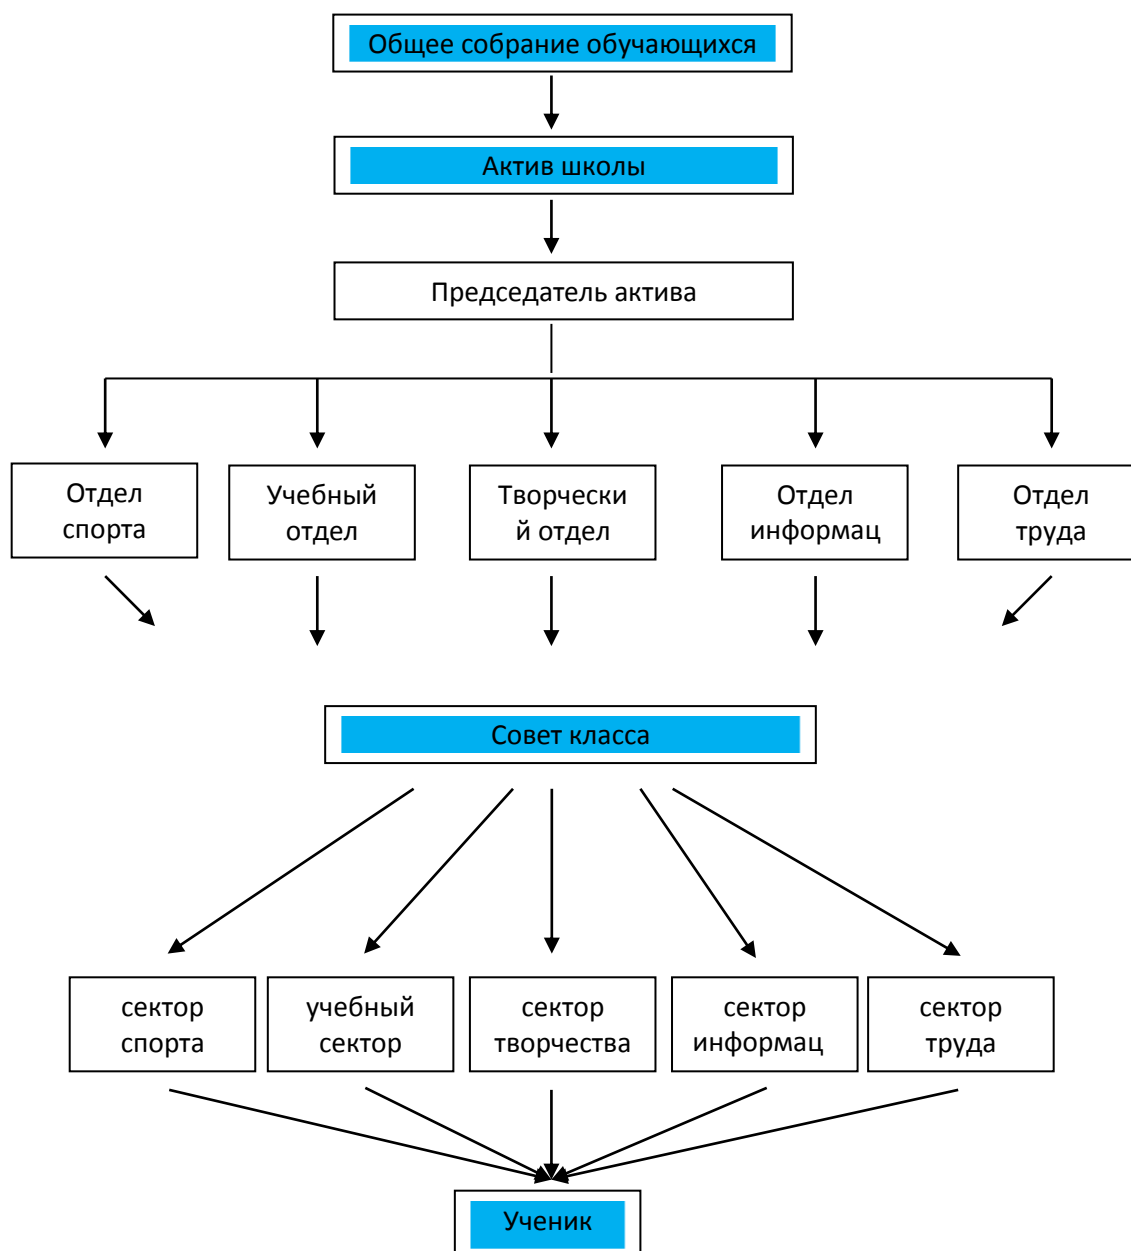 Общее собрание обучающихся
Актив школы
Председатель актива
Отдел
спорта
Учебный
отдел
Творчески
й отдел
Отдел
информац
Отдел
труда
Совет класса
сектор
спорта
учебный
сектор
сектор
творчества
сектор
информац
сектор
труда
Ученик